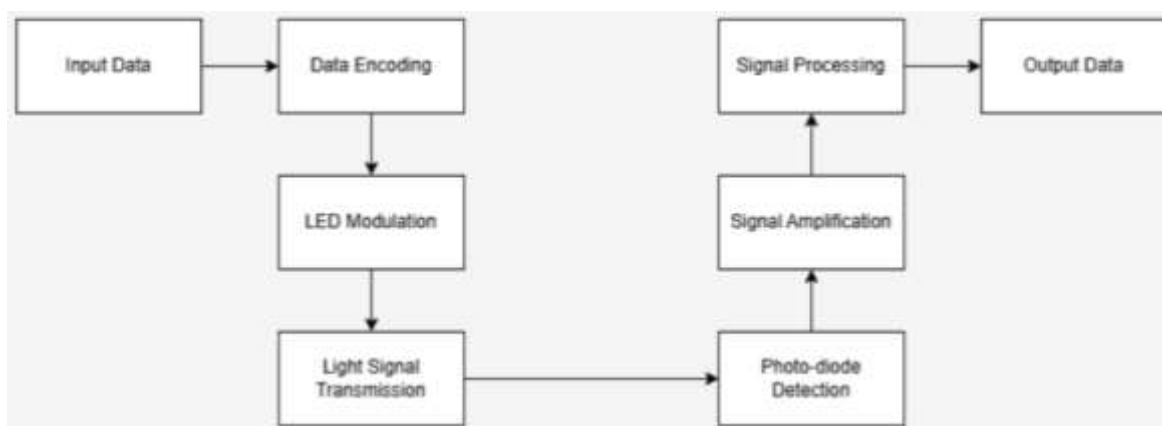 Input Data
Data Encoding
LED Modulation
Light Signal
Transmission
Photo-diode
Detection
Signal Amplification
Signal Processing
Output Data